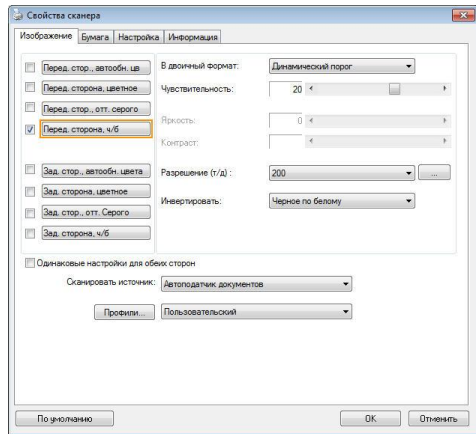 Свойства сканера
Изображение Бумага Настройка Информация
Перед. стор., автообн. цв
Перед. сторона, цветное
Перед. стор., отт. серого
Перед. сторона, ч/б
Зад. стор., автообн. цвета
Зад. сторона, цветное
Зад. стор., отт. Серого
Зад. сторона, ч/б
В двоичный формат: Динамический порог
Чувствительность: 20
Яркость: 0
Контраст:
Разрешение (т/д) : 200 ...
Инвертировать: Черное по белому
Одинаковые настройки для обеих сторон
Сканировать источник: Автоподатчик документов
Профили... Пользовательский
По умолчанию OK Отменить